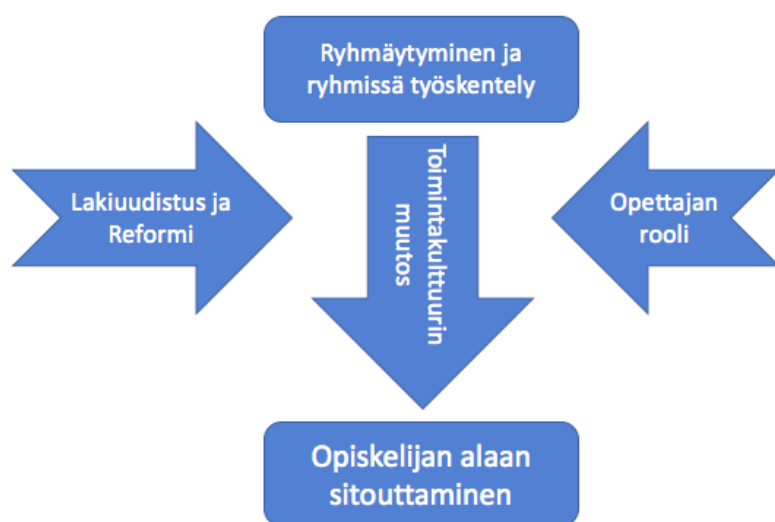 Ryhmäytyminen ja
ryhmissä työskentely
Lakiuudistus ja
Reformi
Toimintakulttuurin
muutos
Opettajan
rooli
Opiskelijan alaan
sitouttaminen